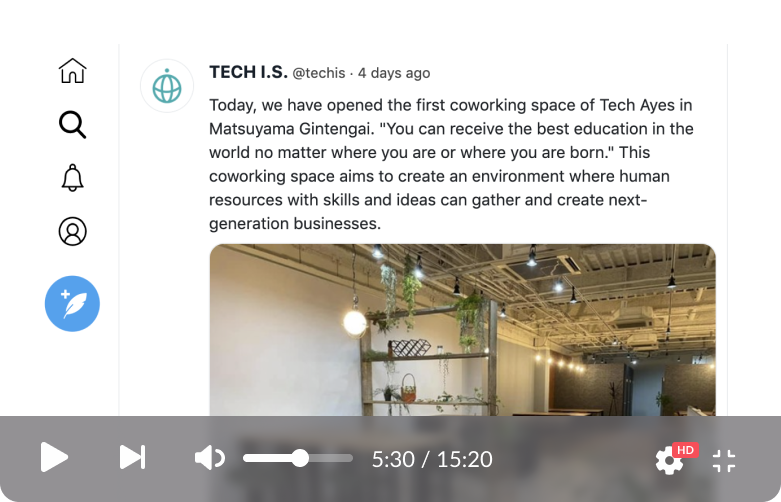 TECH I.S. @techis · 4 days ago
Today, we have opened the first coworking space of Tech Ayes in
Matsuyama Gintengai. "You can receive the best education in the
world no matter where you are or where you are born." This
coworking space aims to create an environment where human
resources with skills and ideas can gather and create next-
generation businesses.
5:30 / 15:20
HD